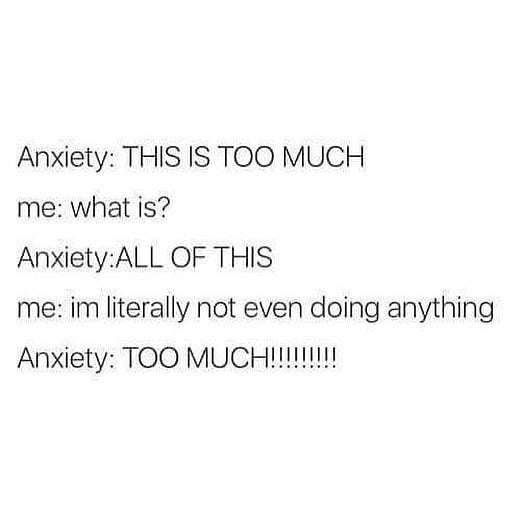 Anxiety: THIS IS TOO MUCH
me: what is?
Anxiety:ALL OF THIS
me: im literally not even doing anything
Anxiety: TOO MUCH!!!!!!!!!